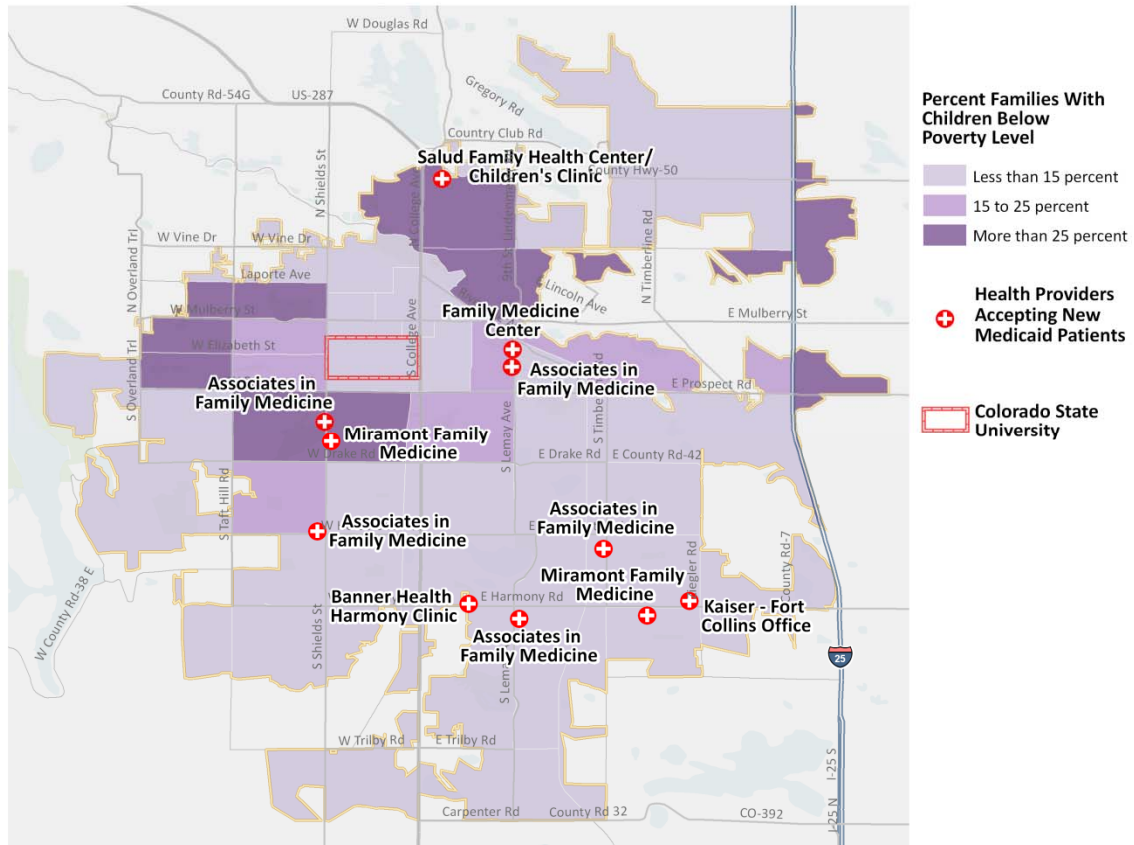 W Douglas Rd
Gregory Rd
County Rd-54G
US-287
Country Club Rd
Salud Family Health Center/
Children's Clinic
County Hwy-50
N Shields St
N College Ave
N Timberline Rd
N Overland Trl
W Vine Dr
W Vine Dr
Laporte Ave
E Lincoln Ave
W Mulberry St
E Mulberry St
Family Medicine
Center
W Elizabeth St
S College Ave
S Overland Trl
Associates in
Family Medicine
E Prospect Rd
Associates in
Family Medicine
Miramont Family
Medicine
W Drake Rd
S Lemay Ave
E Drake Rd
E County Rd-42
S Taft Hill Rd
Associates in
Family Medicine
Associates in
Family Medicine
Miramont Family
Medicine
County Rd-7
W County Rd-38 E
Banner Health
Harmony Clinic
E Harmony Rd
Kaiser - Fort
Collins Office
Associates in
Family Medicine
S Shields St
25
W Trilby Rd
E Trilby Rd
Carpenter Rd
County Rd 32
CO-392
I-25 N
I-25 S
Percent Families With
Children Below
Poverty Level
Less than 15 percent
15 to 25 percent
More than 25 percent
Health Providers
Accepting New
Medicaid Patients
Colorado State
University